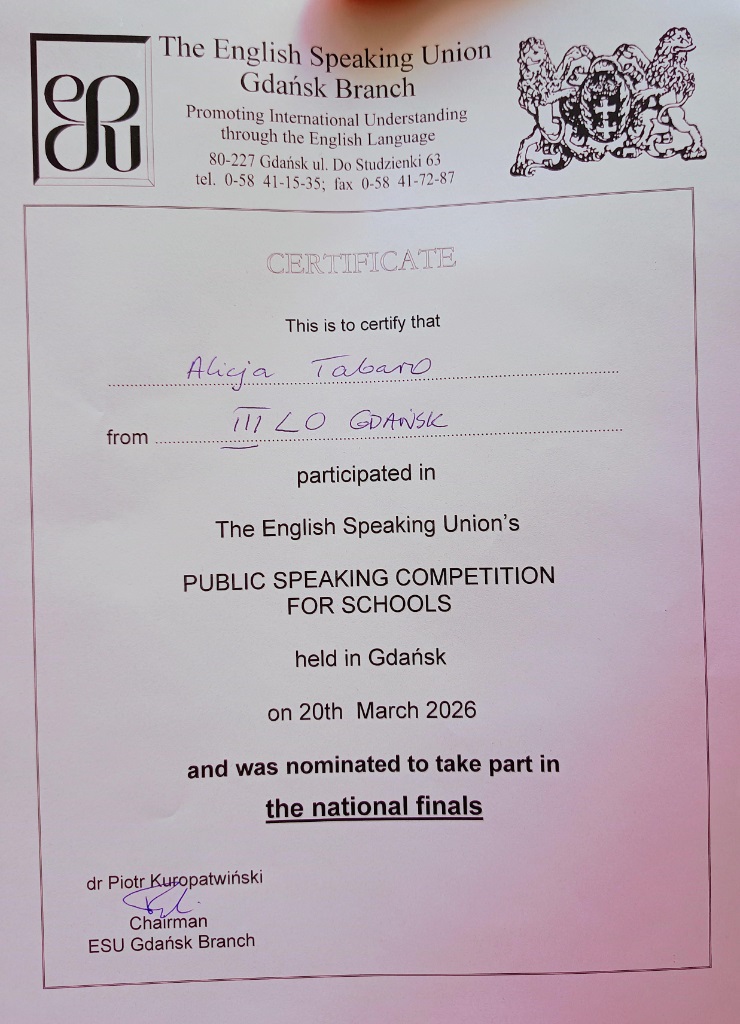 esu
The English Speaking Union
Gdańsk Branch
Promoting International Understanding
through the English Language
80-227 Gdańsk ul. Do Studzienki 63
tel. 0-58 41-15-35; fax 0-58 41-72-87
CERTIFICATE
This is to certify that
Alicja Tabaro
from III LO GDAŃSK
participated in
The English Speaking Union's
PUBLIC SPEAKING COMPETITION
FOR SCHOOLS
held in Gdańsk
on 20th March 2026
and was nominated to take part in
the national finals
dr Piotr Kuropatwiński
Chairman
ESU Gdańsk Branch